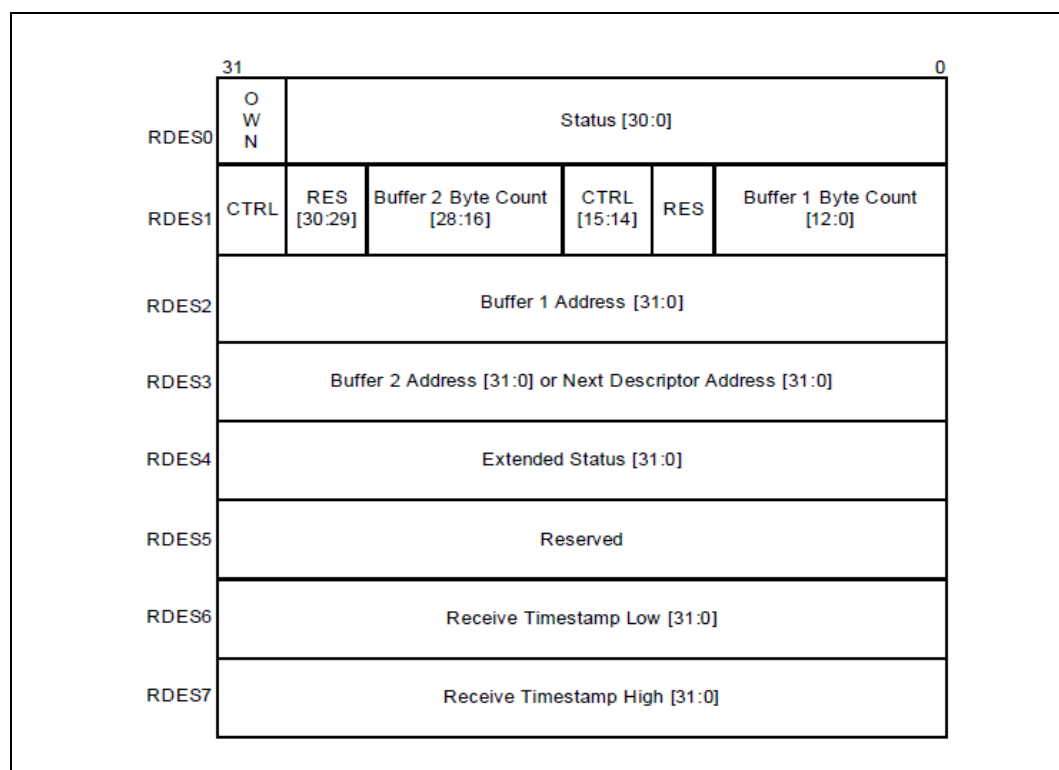 31 0
O
W
N
Status [30:0]
RDES0
CTRL
RES
[30:29]
Buffer 2 Byte Count
[28:16]
CTRL
[15:14]
RES
Buffer 1 Byte Count
[12:0]
RDES1
RDES2 Buffer 1 Address [31:0]
RDES3 Buffer 2 Address [31:0] or Next Descriptor Address [31:0]
RDES4 Extended Status [31:0]
RDES5 Reserved
RDES6 Receive Timestamp Low [31:0]
RDES7 Receive Timestamp High [31:0]